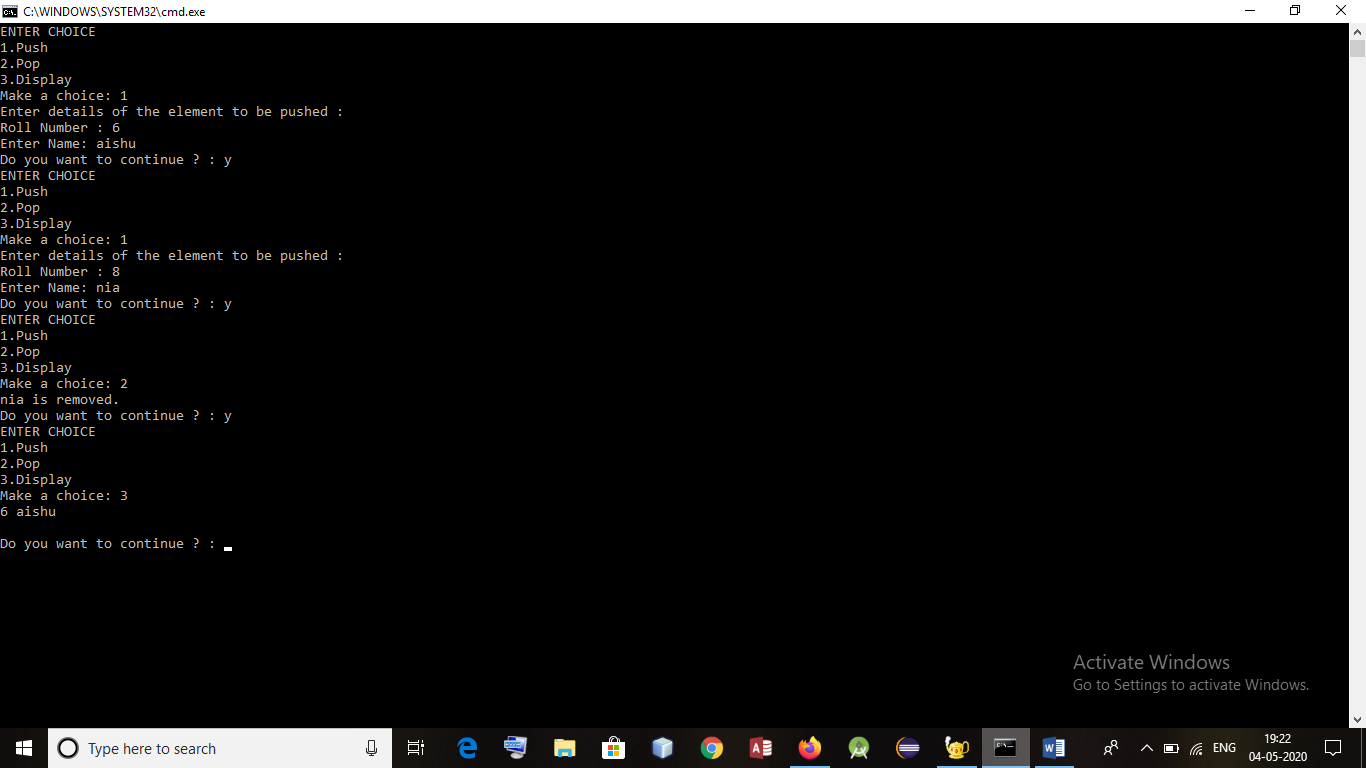 C:\WINDOWS\SYSTEM32\cmd.exe
ENTER CHOICE
1.Push
2.Pop
3.Display
Make a choice: 1
Enter details of the element to be pushed :
Roll Number : 6
Enter Name: aishu
Do you want to continue ? : y
ENTER CHOICE
1.Push
2.Pop
3.Display
Make a choice: 1
Enter details of the element to be pushed :
Roll Number : 8
Enter Name: nia
Do you want to continue ? : y
ENTER CHOICE
1.Push
2.Pop
3.Display
Make a choice: 2
nia is removed.
Do you want to continue ? : y
ENTER CHOICE
1.Push
2.Pop
3.Display
Make a choice: 3
6 aishu
Do you want to continue ? :
Activate Windows
Go to Settings to activate Windows.
Type here to search
ENG
19:22
04-05-2020